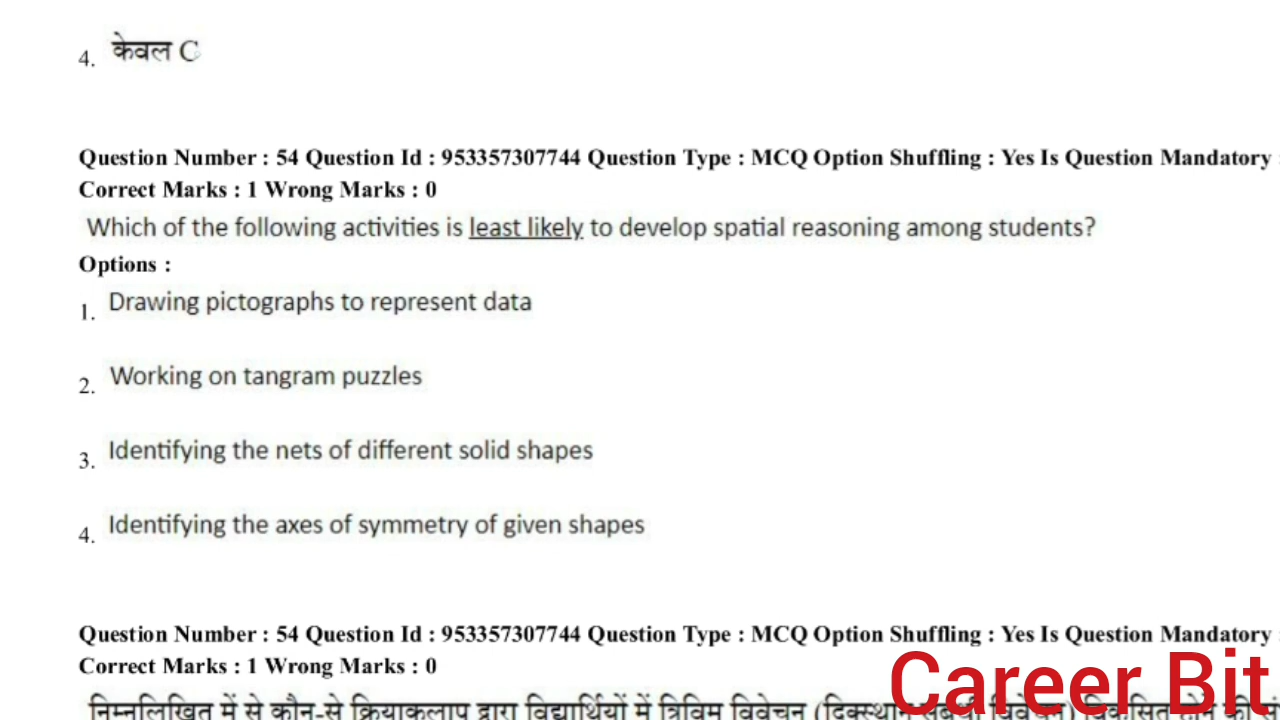 4. केवल C
Question Number : 54 Question Id : 953357307744 Question Type : MCQ Option Shuffling : Yes Is Question Mandatory :
Correct Marks : 1 Wrong Marks : 0
Which of the following activities is least likely to develop spatial reasoning among students?
Options :
1. Drawing pictographs to represent data
2. Working on tangram puzzles
3. Identifying the nets of different solid shapes
4. Identifying the axes of symmetry of given shapes
Question Number : 54 Question Id : 953357307744 Question Type : MCQ Option Shuffling : Yes Is Question Mandatory :
Correct Marks : 1 Wrong Marks : 0
Career Bit
निम्नलिखित में से कौन-से क्रियाकलाप द्वारा विद्यार्थियों में त्रिविम विवेचन